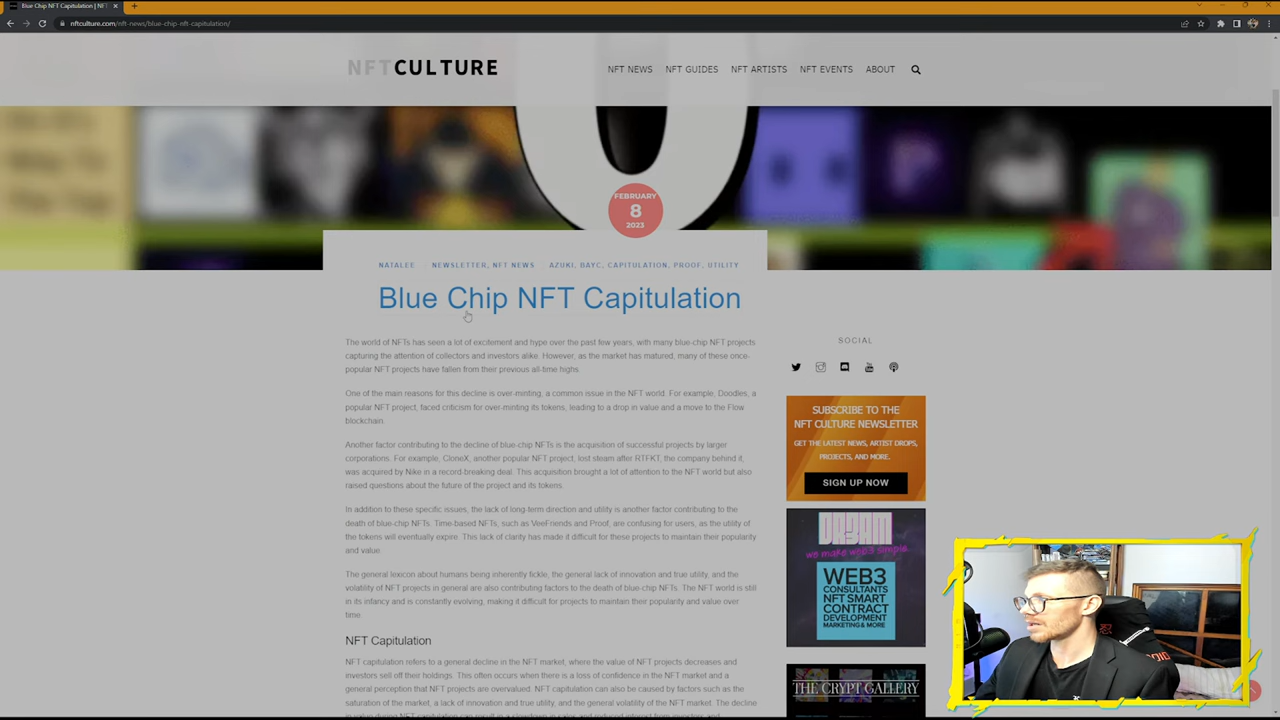 Blue Chip NFT Capitulation | NFT
nftculture.com/nft-news/blue-chip-nft-capitulation/
NFTCULTURE
NFT NEWS NFT GUIDES NFT ARTISTS NFT EVENTS ABOUT
FEBRUARY
8
2023
NATALEE NEWSLETTER, NFT NEWS AZUKI, BAYC, CAPITULATION, PROOF, UTILITY
Blue Chip NFT Capitulation
The world of NFTs has seen a lot of excitement and hype over the past few years, with many blue-chip NFT projects
capturing the attention of collectors and investors alike. However, as the market has matured, many of these once-
popular NFT projects have fallen from their previous all-time highs.
One of the main reasons for this decline is over-minting, a common issue in the NFT world. For example, Doodles, a
popular NFT project, faced criticism for over-minting its tokens, leading to a drop in value and a move to the Flow
blockchain.
Another factor contributing to the decline of blue-chip NFTs is the acquisition of successful projects by larger
corporations. For example, CloneX, another popular NFT project, lost steam after RTFKT, the company behind it,
was acquired by Nike in a record-breaking deal. This acquisition brought a lot of attention to the NFT world but also
raised questions about the future of the project and its tokens.
In addition to these specific issues, the lack of long-term direction and utility is another factor contributing to the
death of blue-chip NFTs. Time-based NFTs, such as VeeFriends and Proof, are confusing for users, as the utility of
the tokens will eventually expire. This lack of clarity has made it difficult for these projects to maintain their popularity
and value.
The general lexicon about humans being inherently fickle, the general lack of innovation and true utility, and the
volatility of NFT projects in general are also contributing factors to the death of blue-chip NFTs. The NFT world is still
in its infancy and is constantly evolving, making it difficult for projects to maintain their popularity and value over
time.
NFT Capitulation
NFT capitulation refers to a general decline in the NFT market, where the value of NFT projects decreases and
investors sell off their holdings. This often occurs when there is a loss of confidence in the NFT market and a
general perception that NFT projects are overvalued. NFT capitulation can also be caused by factors such as the
saturation of the market, a lack of innovation and true utility, and the volatility of NFT projects in general. The decline
SOCIAL
SUBSCRIBE TO THE
NFT CULTURE NEWSLETTER
GET THE LATEST NEWS, ARTIST DROPS,
PROJECTS, AND MORE.
SIGN UP NOW
DR3AM
we make web3 simple
WEB3
CONSULTANTS
NFT SMART
CONTRACT
DEVELOPMENT
MARKETING & MORE
THE CRYPT GALLERY